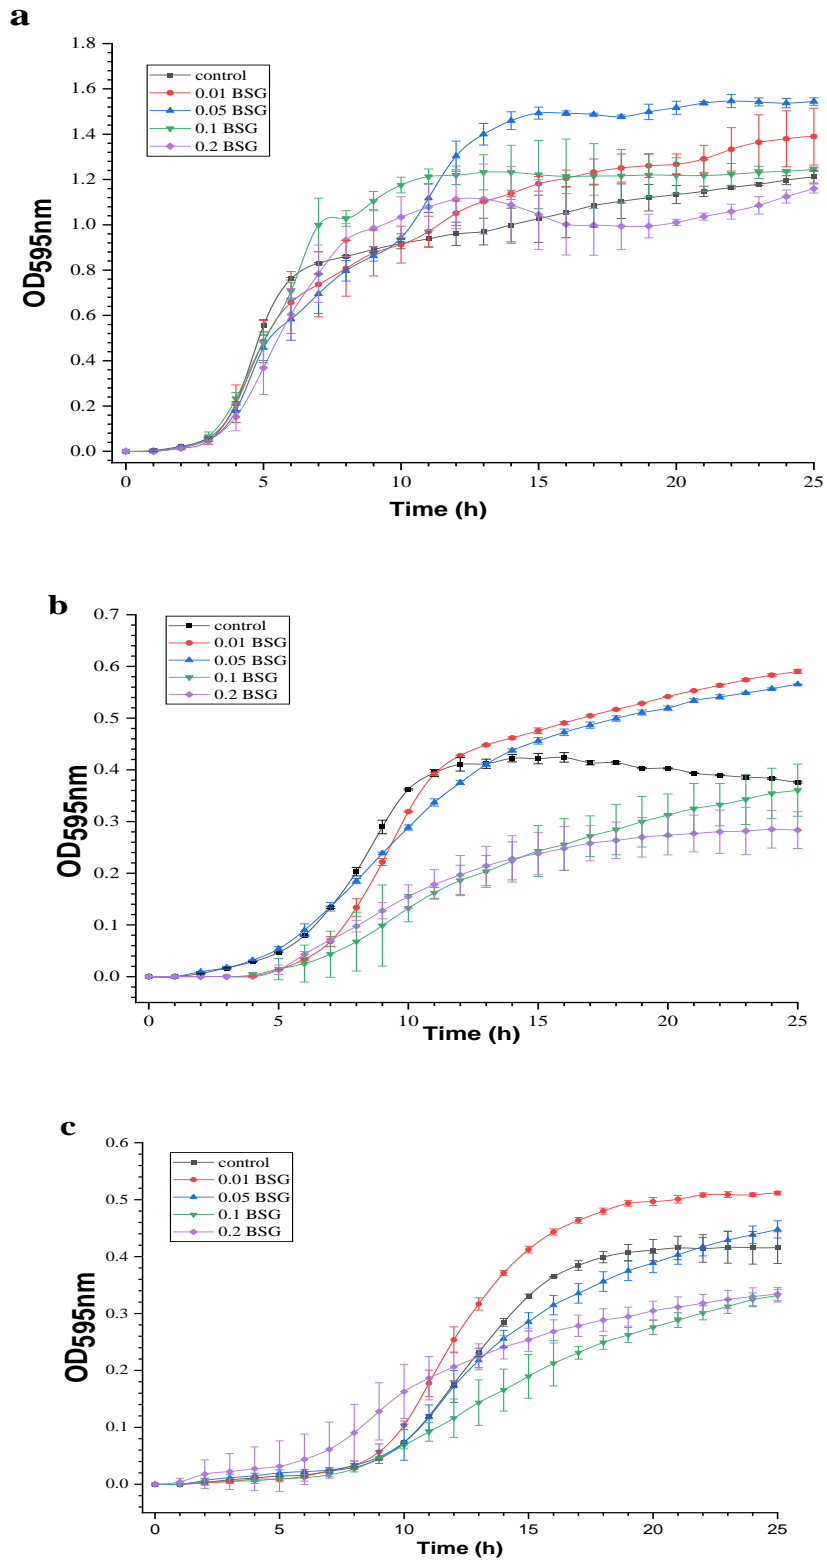 a
1.8
1.6
1.4
1.2
1.0
0.8
0.6
0.4
0.2
0.0
OD595nm
control
0.01 BSG
0.05 BSG
0.1 BSG
0.2 BSG
0 5 10 15 20 25
Time (h)
b
0.7
0.6
0.5
0.4
0.3
0.2
0.1
0.0
OD595nm
control
0.01 BSG
0.05 BSG
0.1 BSG
0.2 BSG
0 5 10 15 20 25
Time (h)
c
0.6
0.5
0.4
0.3
0.2
0.1
0.0
OD595nm
control
0.01 BSG
0.05 BSG
0.1 BSG
0.2 BSG
0 5 10 15 20 25
Time (h)